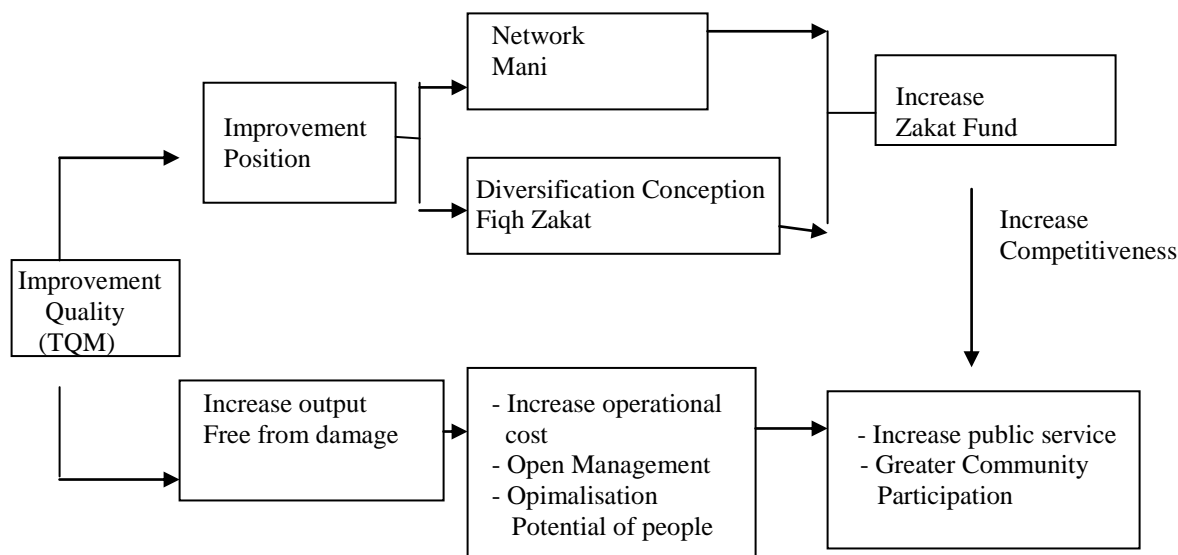 Network
Mani
Increase
Zakat Fund
Improvement
Position
Diversification Conception
Fiqh Zakat
Increase
Competitiveness
Improvement
Quality
(TQM)
Increase output
Free from damage
- Increase operational
cost
- Open Management
- Opimalisation
Potential of people
- Increase public service
- Greater Community
Participation